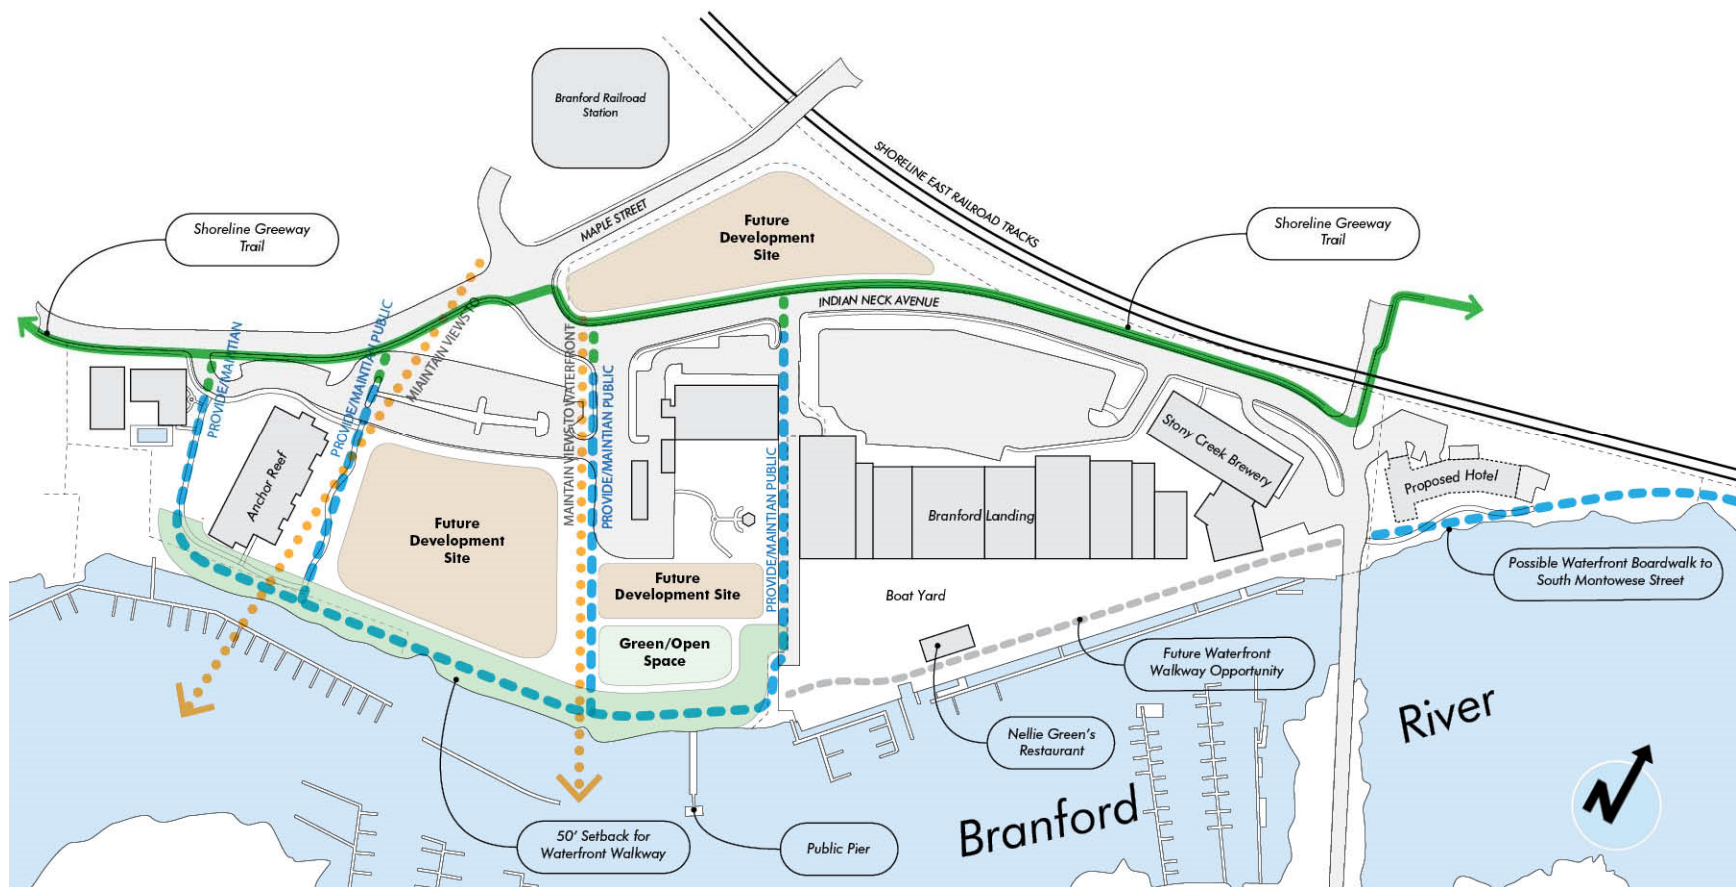 Branford Railroad
Station
SHORELINE EAST RAILROAD TRACKS
MAPLE STREET
Future
Development
Site
Shoreline Greeway
Trail
Shoreline Greeway
Trail
INDIAN NECK AVENUE
PROVIDE/MAINTIAN
PROVIDE/MAINTIAN PUBLIC
MIAINTAIN VIEWS TO
MAINTAIN VIEWS TO WATERFRONT
PROVIDE/MAINTIAN PUBLIC
PROVIDE/MAINTIAN PUBLIC
Anchor Reef
Future
Development
Site
Stony Creek Brewery
Proposed Hotel
Branford Landing
Future
Development Site
Boat Yard
Green/Open
Space
Possible Waterfront Boardwalk to
South Montowese Street
Future Waterfront
Walkway Opportunity
Nellie Green's
Restaurant
River
Branford
50' Setback for
Waterfront Walkway
Public Pier
N